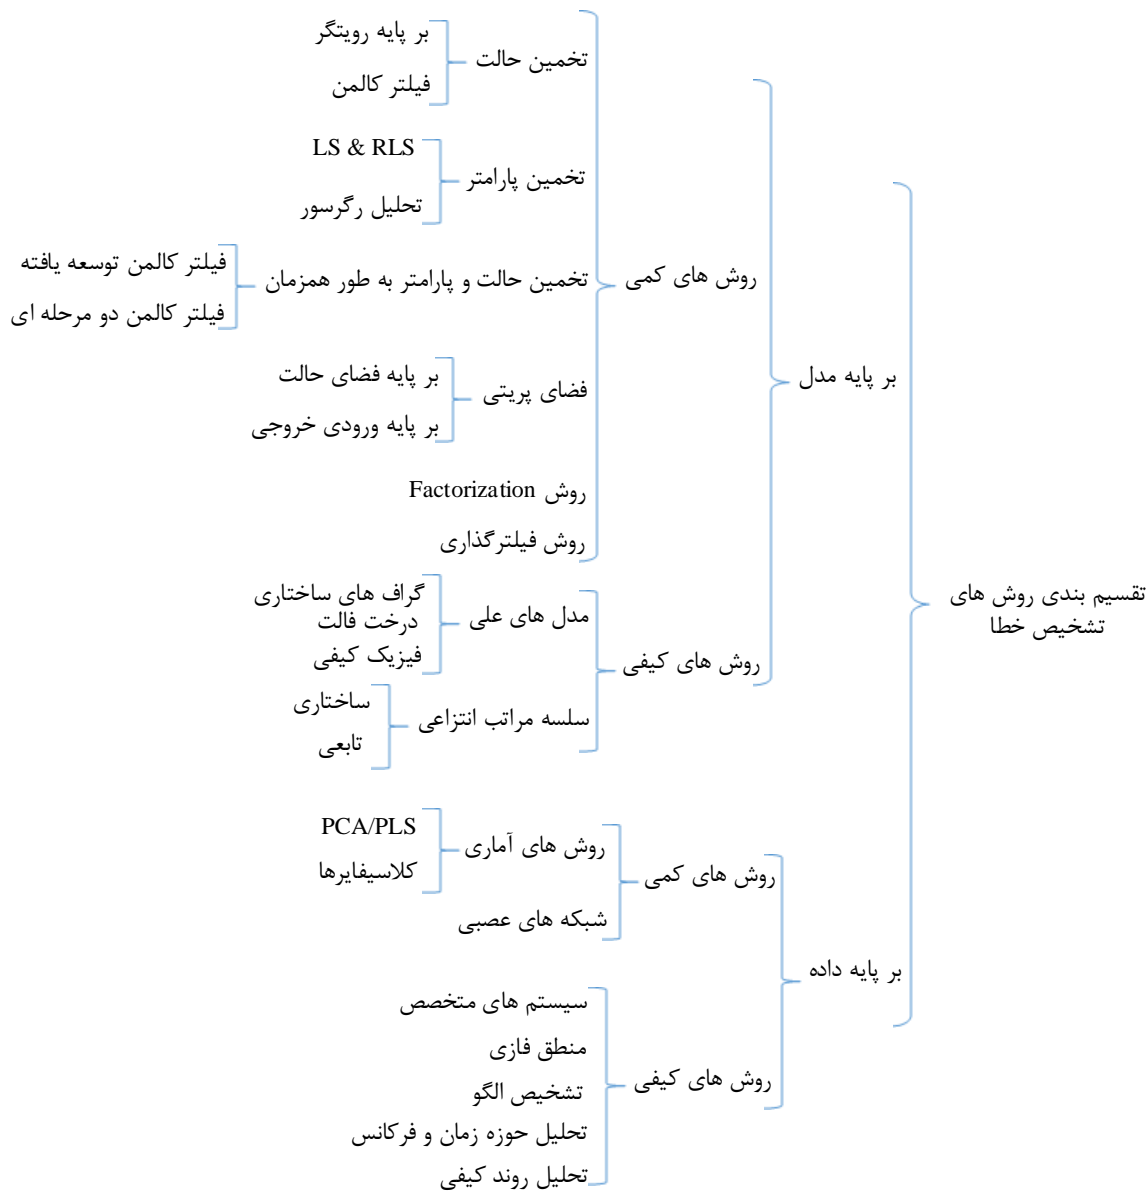 تقسیم بندی روش های
تشخیص خطا
بر پایه مدل
روش های کمی
تخمین حالت
بر پایه رویتگر
فیلتر کالمن
تخمین پارامتر
LS & RLS
تحلیل رگرسور
تخمین حالت و پارامتر به طور همزمان
فیلتر کالمن توسعه یافته
فیلتر کالمن دو مرحله ای
فضای پریتی
بر پایه فضای حالت
بر پایه ورودی خروجی
روش Factorization
روش فیلترگذاری
روش های کیفی
مدل های علی
گراف های ساختاری
درخت فالت
فیزیک کیفی
سلسه مراتب انتزاعی
ساختاری
تابعی
بر پایه داده
روش های کمی
روش های آماری
PCA/PLS
کلاسیفایرها
شبکه های عصبی
روش های کیفی
سیستم های متخصص
منطق فازی
تشخیص الگو
تحلیل حوزه زمان و فرکانس
تحلیل روند کیفی